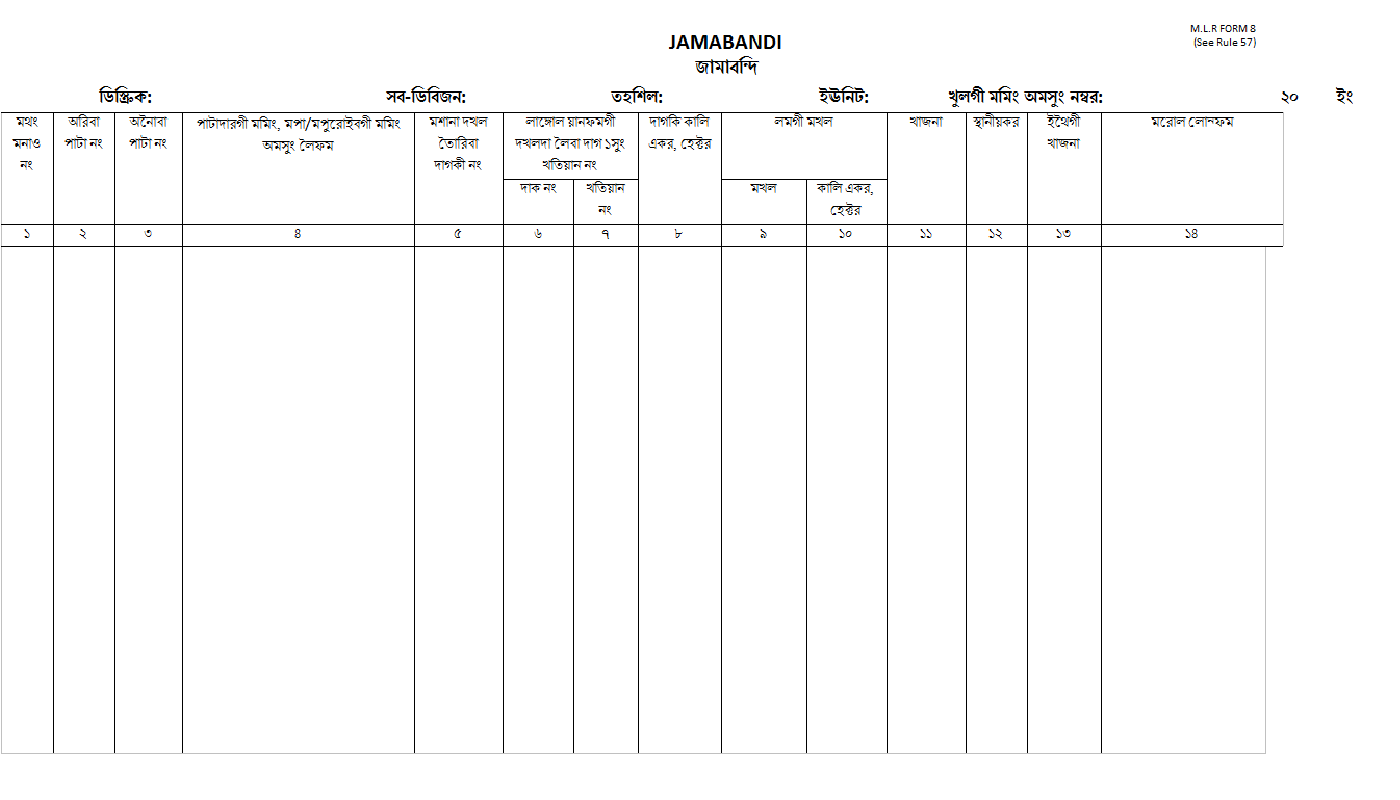 M.L.R FORM 8
(See Rule 57)
JAMABANDI
জামাবন্দি
ডিস্ত্রিক: সব-ডিবিজন: তহশিল: ইউনিট: খুলগী মমিং অমসুং নম্বর: ২০ ইং
মথং
মনাও
নং
অরিবা
পাটা নং
অনৌবা
পাটা নং
পাটাদারগী মমিং, মপা/মপুরোইবগী মমিং
অমসুং লৈফম
মশানা দখল
তৌরিবা
দাগকী নং
লাঙ্গোল য়ানফমগী
দখলদা লৈবা দাগ ১সুং
খতিয়ান নং
দাক নং
খতিয়ান
নং
দাগকি কালি
একর, হেক্টর
লমগী মখল
মখল
কালি একর,
হেক্টর
খাজনা
স্থানীয়কর
ইথৈগী
খাজনা
মরোল লোনফম
১ ২ ৩ ৪ ৫ ৬ ৭ ৮ ৯ ১০ ১১ ১২ ১৩ ১৪